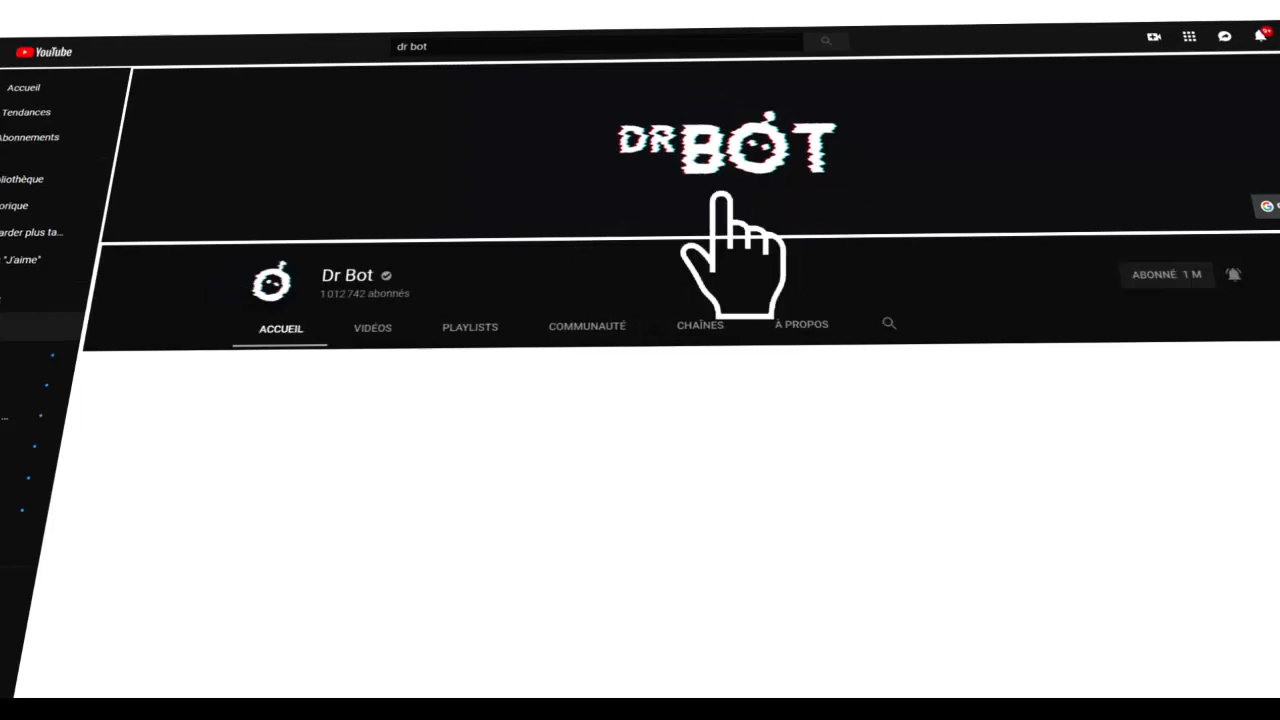 YouTube
dr bot
9+
Accueil
Tendances
Abonnements
liothèque
orique
arder plus ta...
"J'aime"
DR BOT
Dr Bot
1 012 742 abonnés
ABONNÉ 1 M
ACCUEIL
VIDÉOS
PLAYLISTS
COMMUNAUTÉ
CHAÎNES
À PROPOS